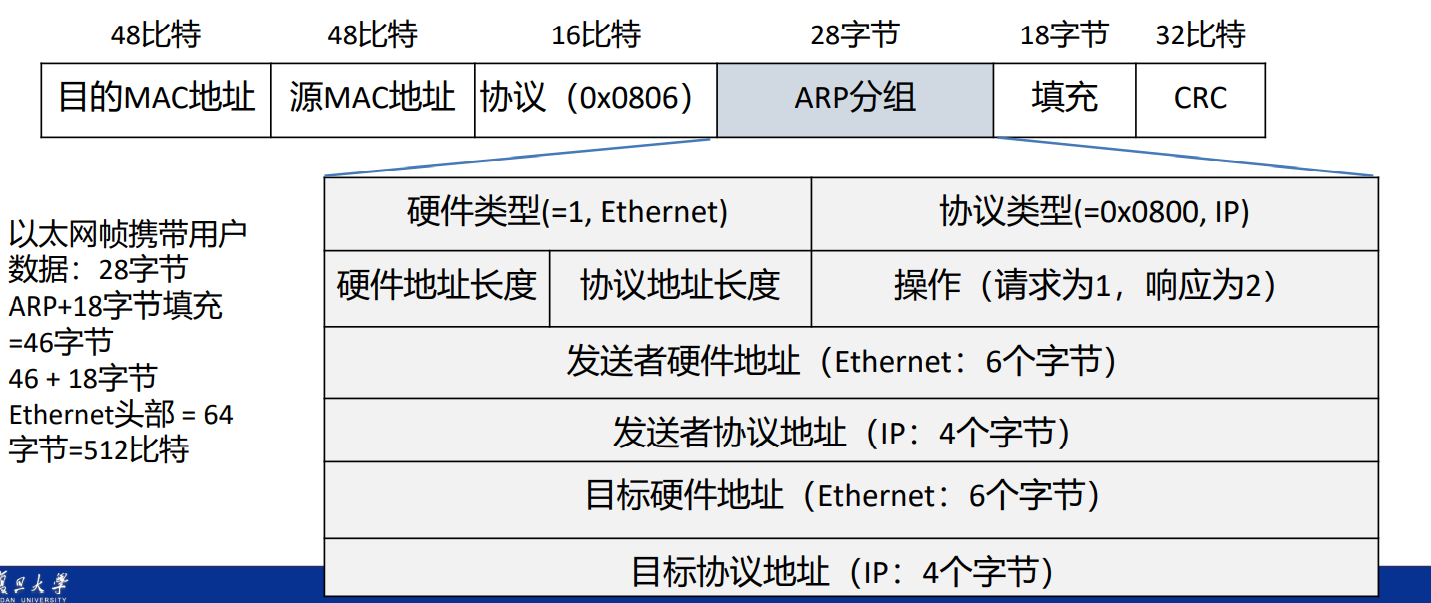 48比特 48比特 16比特 28字节 18字节 32比特
目的MAC地址 源MAC地址 协议（0x0806） ARP分组 填充 CRC
硬件类型(=1, Ethernet) 协议类型(=0x0800, IP)
硬件地址长度 协议地址长度 操作（请求为1，响应为2）
发送者硬件地址（Ethernet：6个字节）
发送者协议地址（IP：4个字节）
目标硬件地址（Ethernet：6个字节）
目标协议地址（IP：4个字节）
以太网帧携带用户
数据：28字节
ARP+18字节填充
=46字节
46 + 18字节
Ethernet头部 = 64
字节=512比特
旦大学
DAN UNIVERSITY